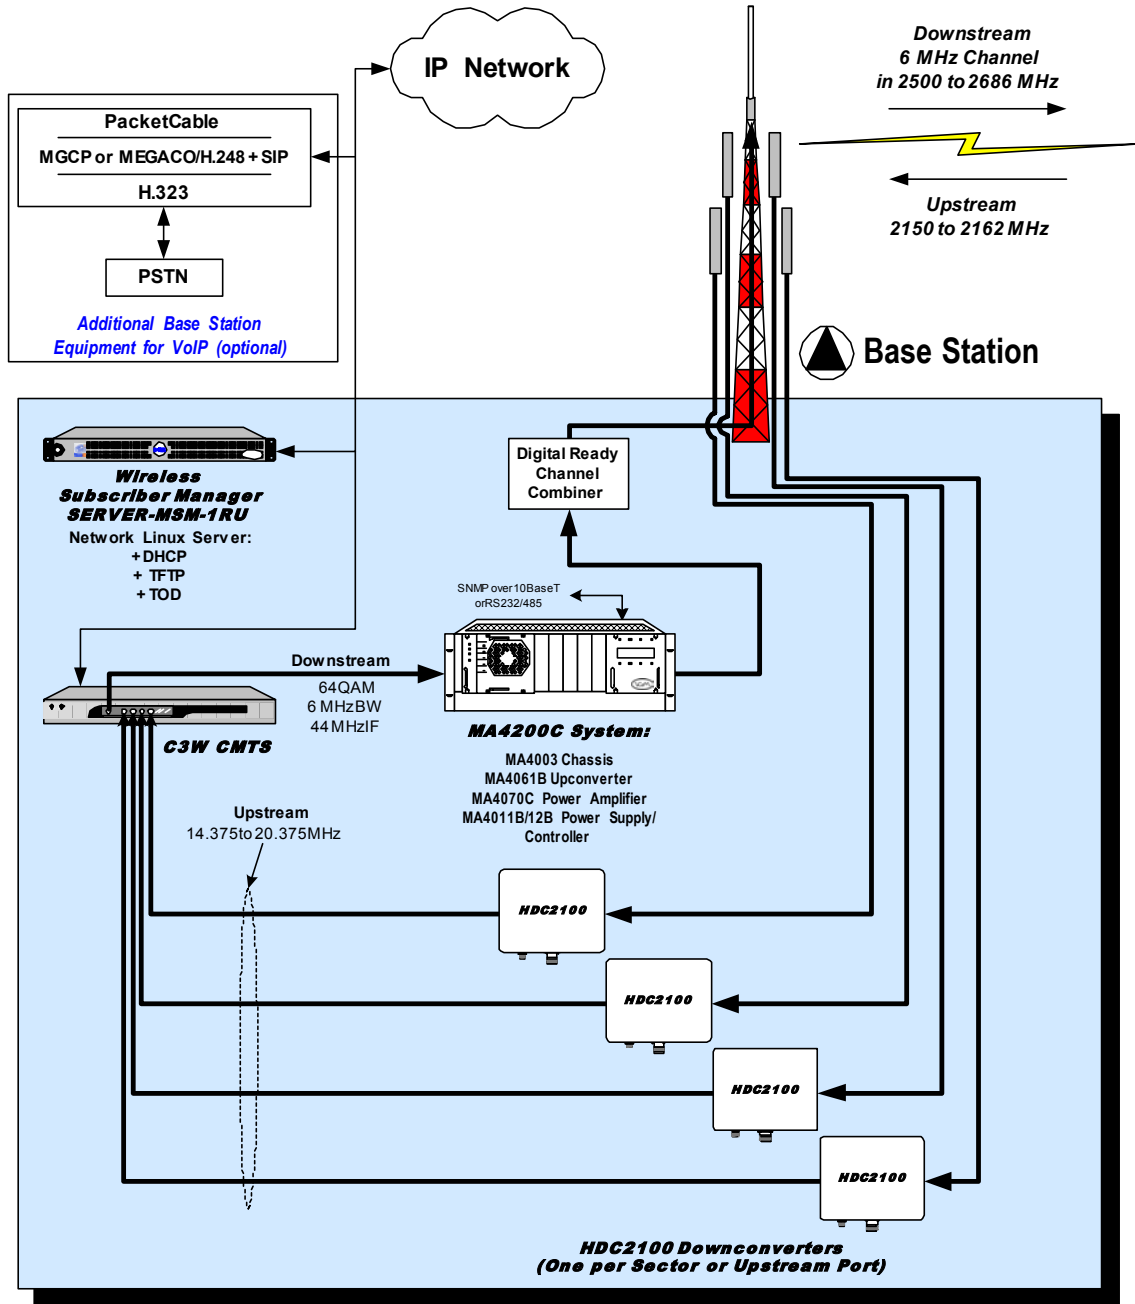 IP Network
Downstream
6 MHz Channel
in 2500 to 2686 MHz
Upstream
2150 to 2162 MHz
PacketCable
MGCP or MEGACO/H.248 + SIP
H.323
PSTN
Additional Base Station
Equipment for VoIP (optional)
Base Station
Wireless
Subscriber Manager
SERVER-MSM-1RU
Network Linux Server:
+ DHCP
+ TFTP
+ TOD
Digital Ready
Channel
Combiner
SNMP over 10BaseT
or RS232/485
Downstream
64QAM
6 MHz BW
44 MHz IF
C3W CMTS
MA4200C System:
MA4003 Chassis
MA4061B Upconverter
MA4070C Power Amplifier
MA4011B/12B Power Supply/
Controller
Upstream
14.375 to 20.375 MHz
HDC2100
HDC2100
HDC2100
HDC2100
HDC2100 Downconverters
(One per Sector or Upstream Port)